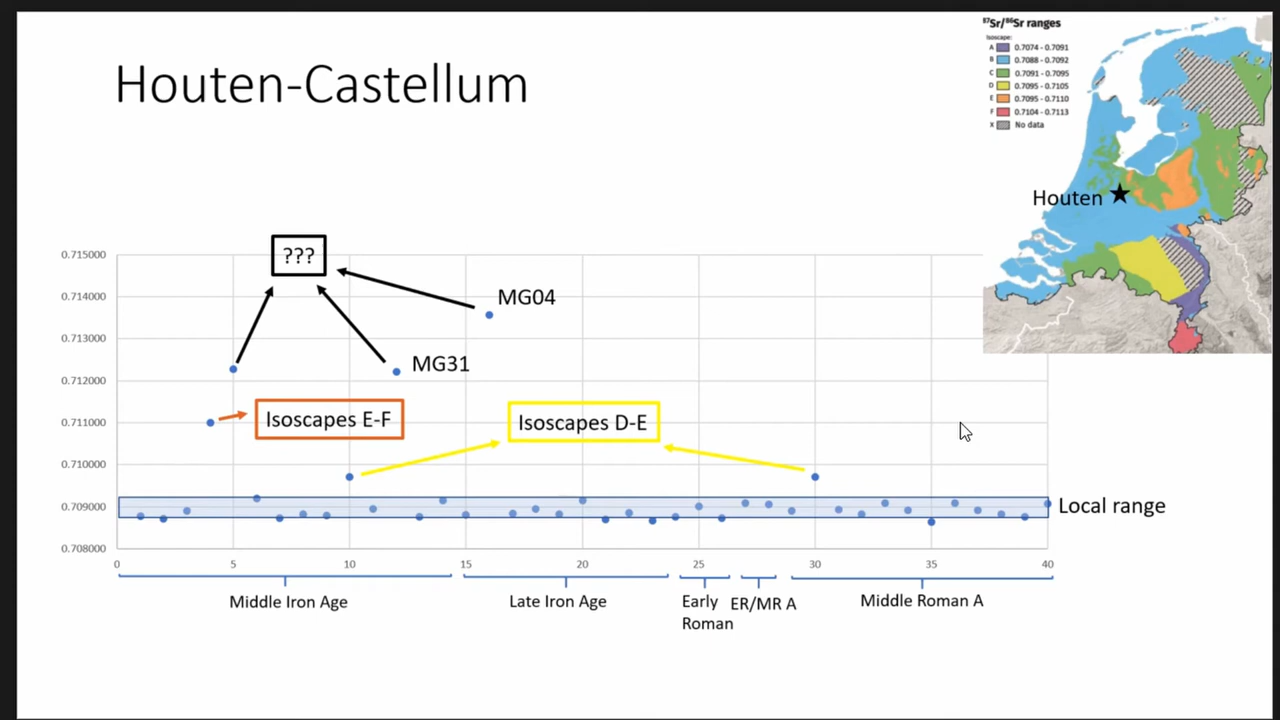 ⁸⁷Sr/⁸⁶Sr ranges
Isoscape:
A 0.7074 - 0.7091
B 0.7088 - 0.7092
C 0.7091 - 0.7095
D 0.7095 - 0.7105
E 0.7095 - 0.7110
F 0.7104 - 0.7113
X No data
Houten-Castellum
Houten
0.715000
???
0.714000
MG04
0.713000
0.712000
MG31
0.711000
Isoscapes E-F
Isoscapes D-E
0.710000
0.709000
Local range
0.708000
0 5 10 15 20 25 30 35 40
Middle Iron Age
Late Iron Age
Early
Roman
ER/MR A
Middle Roman A